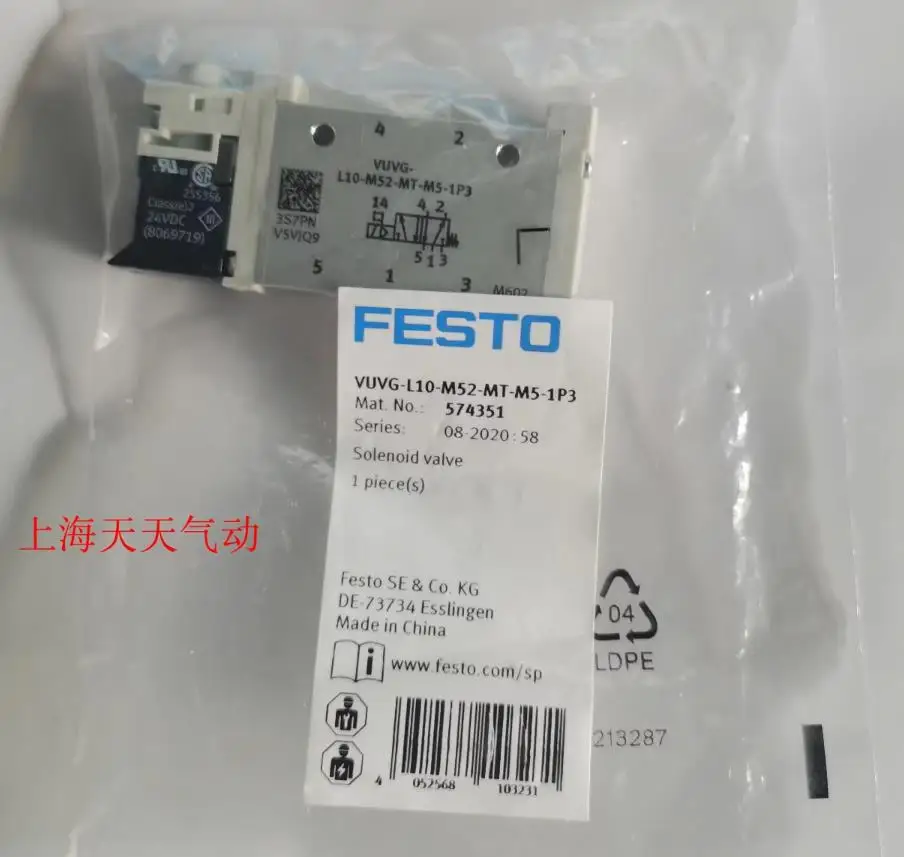 4 2
VUVG-
L10-M52-MT-M5-1P3
14 4 2
3S7PN
5 1 3
5 1 3
M602
255356
Class(e)2
24VDC
(8069719)
FESTO
VUVG-L10-M52-MT-M5-1P3
Mat. No.: 574351
Series: 08-2020:58
Solenoid valve
1 piece(s)
Festo SE & Co. KG
DE-73734 Esslingen
Made in China
i www.festo.com/sp
4 052568 103231
上海天天气动
04
LDPE
213287